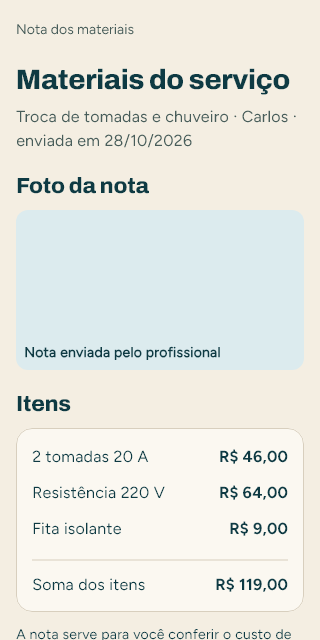 Nota dos materiais
Materiais do serviço
Troca de tomadas e chuveiro · Carlos ·
enviada em 28/10/2026
Foto da nota
Nota enviada pelo profissional
Itens
2 tomadas 20 A R$ 46,00
Resistência 220 V R$ 64,00
Fita isolante R$ 9,00
Soma dos itens R$ 119,00
A nota serve para você conferir o custo de